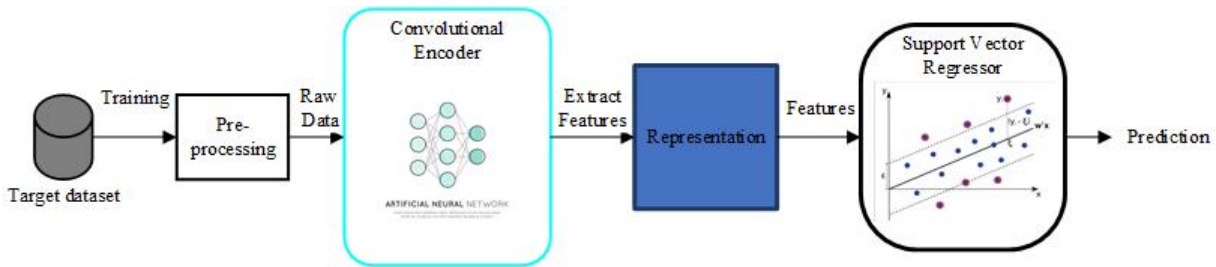 Target dataset
Training
Pre-
processing
Raw
Data
Convolutional
Encoder
ARTIFICIAL NEURAL NETWORK
Extract
Features
Representation
Features
Support Vector
Regressor
y
x
Prediction